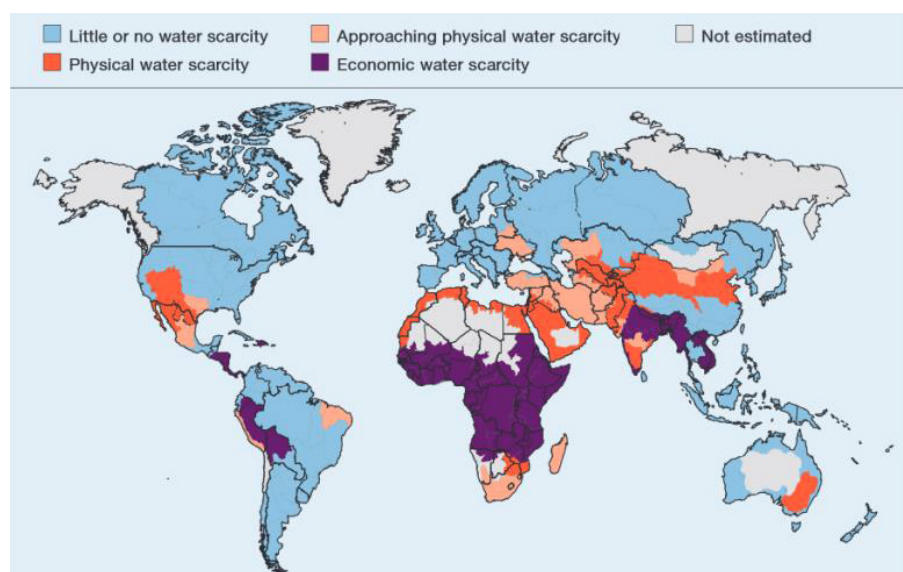 Little or no water scarcity Approaching physical water scarcity Not estimated
Physical water scarcity Economic water scarcity